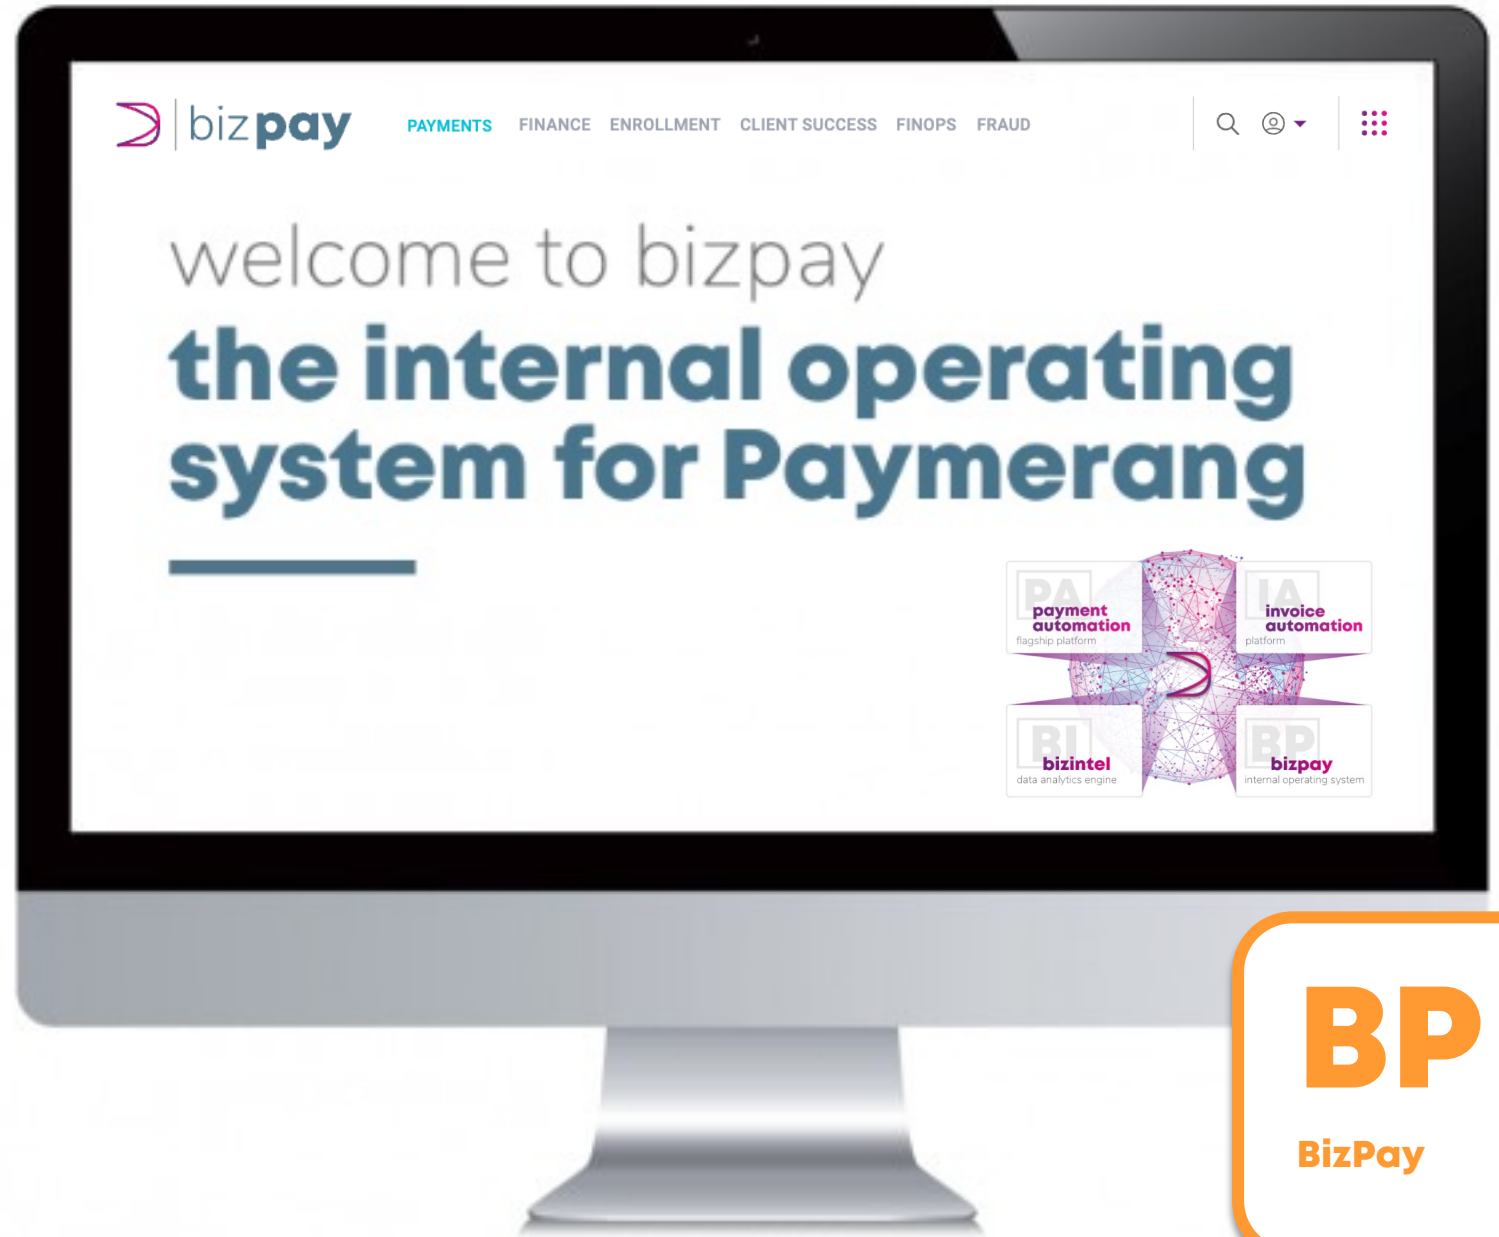 bizpay
PAYMENTS FINANCE ENROLLMENT CLIENT SUCCESS FINOPS FRAUD
welcome to bizpay
the internal operating
system for Paymerang
PA
payment
automation
flagship platform
IA
invoice
automation
platform
BI
bizintel
data analytics engine
BP
bizpay
internal operating system
BP
BizPay